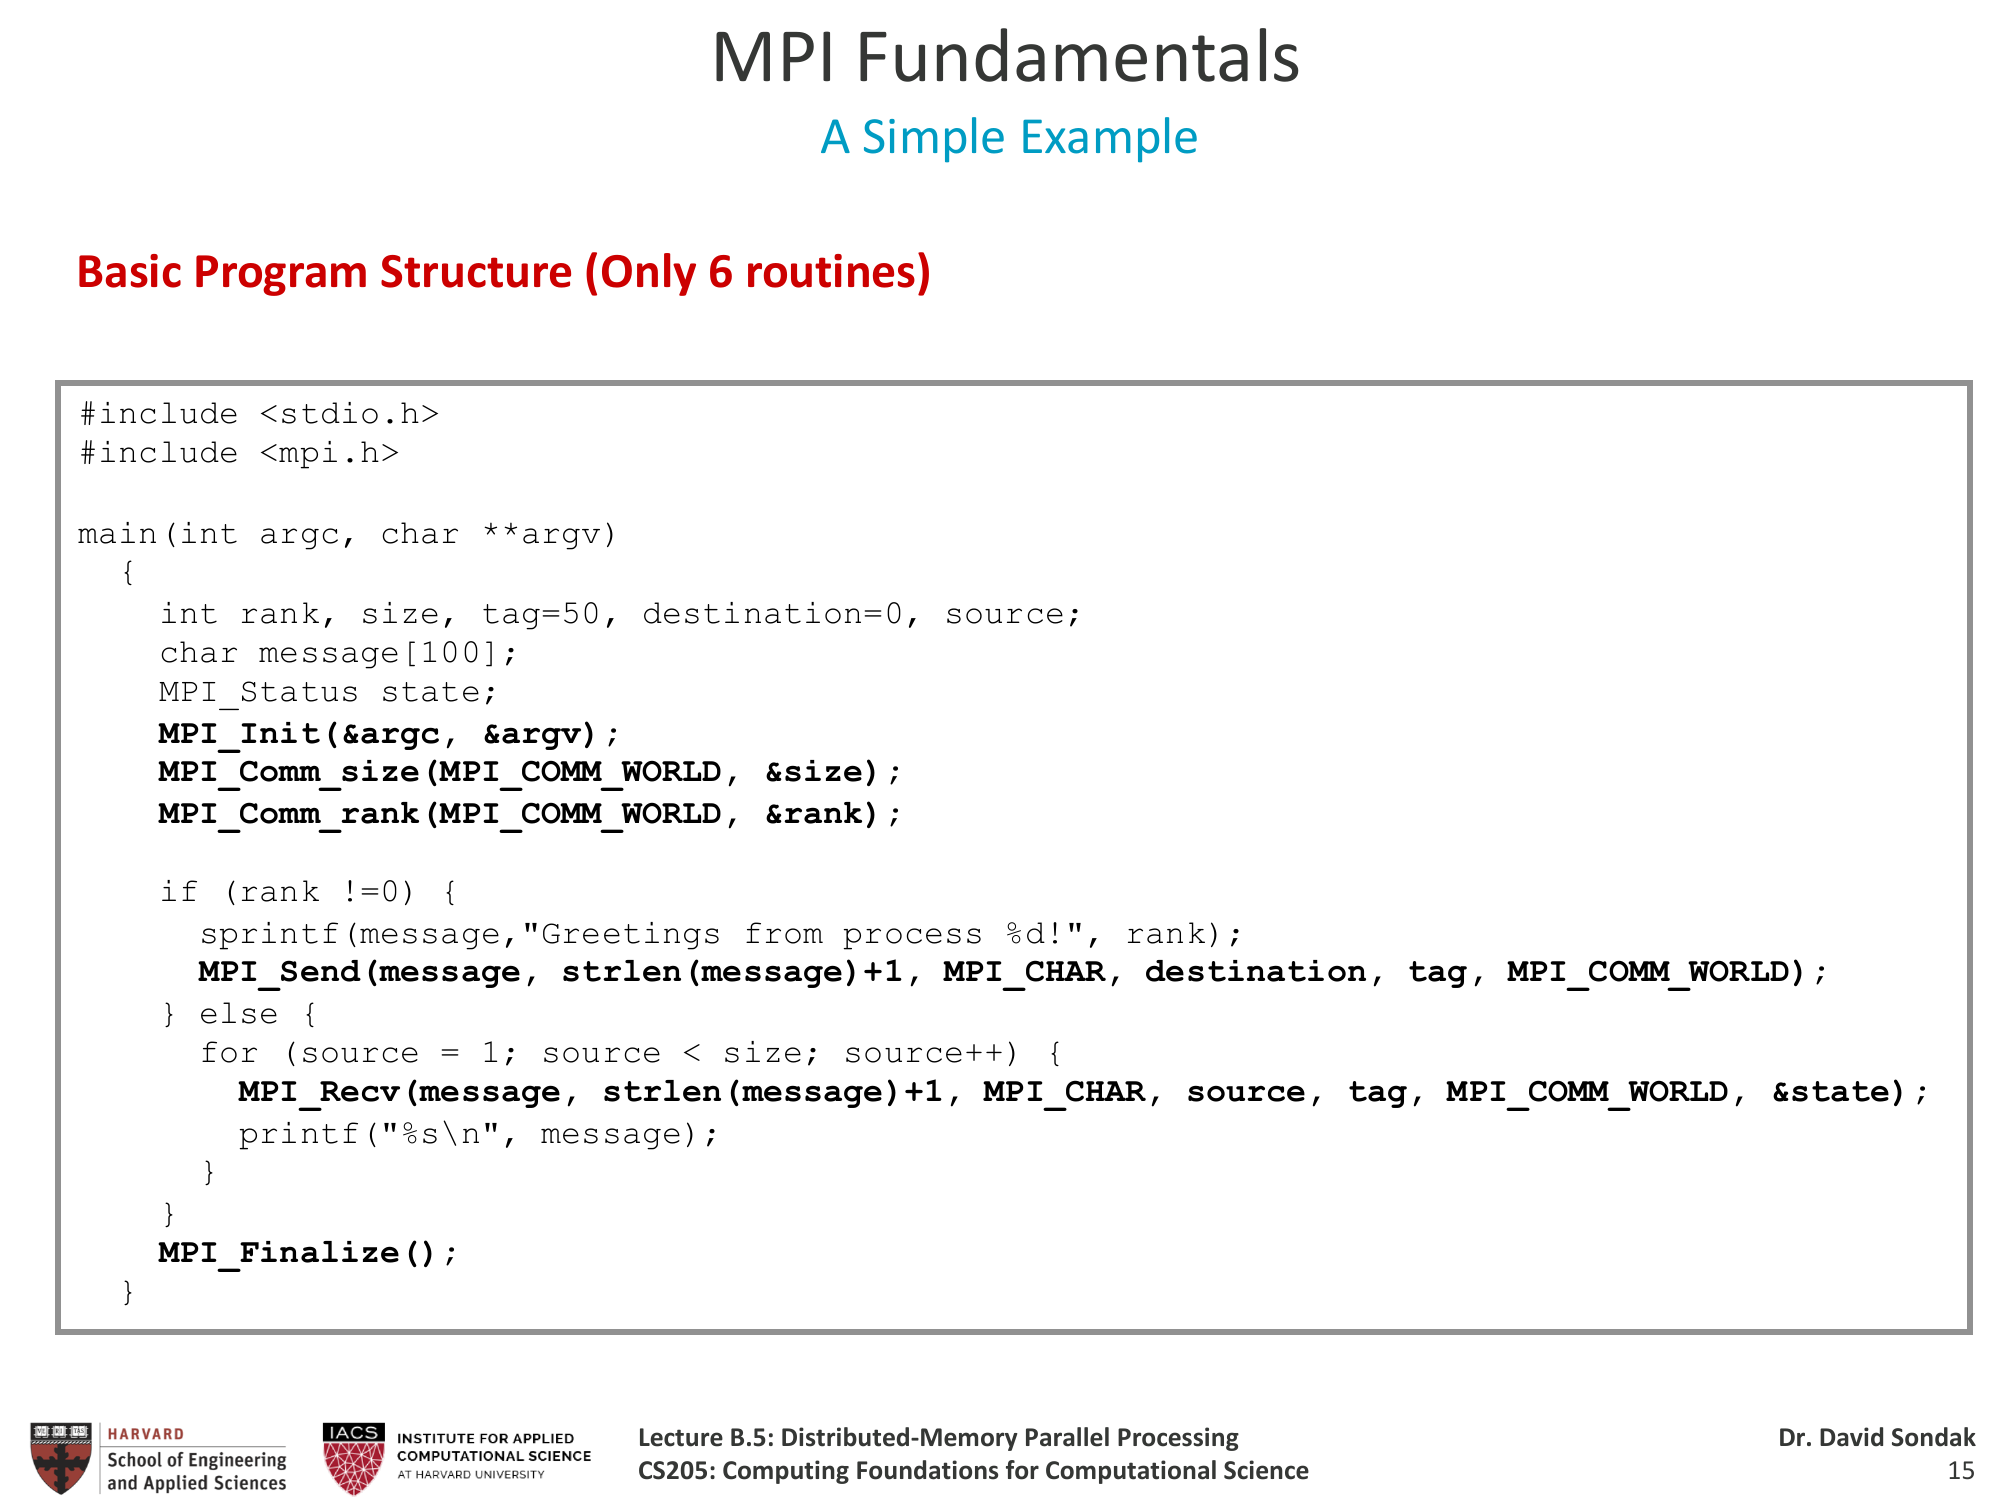 MPI Fundamentals
A Simple Example
Basic Program Structure (Only 6 routines)
#include <stdio.h>
#include <mpi.h>
main(int argc, char **argv)
{
int rank, size, tag=50, destination=0, source;
char message[100];
MPI_Status state;
MPI_Init(&argc, &argv);
MPI_Comm_size(MPI_COMM_WORLD, &size);
MPI_Comm_rank(MPI_COMM_WORLD, &rank);
if (rank !=0) {
sprintf(message,"Greetings from process %d!", rank);
MPI_Send(message, strlen(message)+1, MPI_CHAR, destination, tag, MPI_COMM_WORLD);
} else {
for (source = 1; source < size; source++) {
MPI_Recv(message, strlen(message)+1, MPI_CHAR, source, tag, MPI_COMM_WORLD, &state);
printf("%s\n", message);
}
}
MPI_Finalize();
}
HARVARD
School of Engineering
and Applied Sciences
IACS
INSTITUTE FOR APPLIED
COMPUTATIONAL SCIENCE
AT HARVARD UNIVERSITY
Lecture B.5: Distributed-Memory Parallel Processing
CS205: Computing Foundations for Computational Science
Dr. David Sondak
15